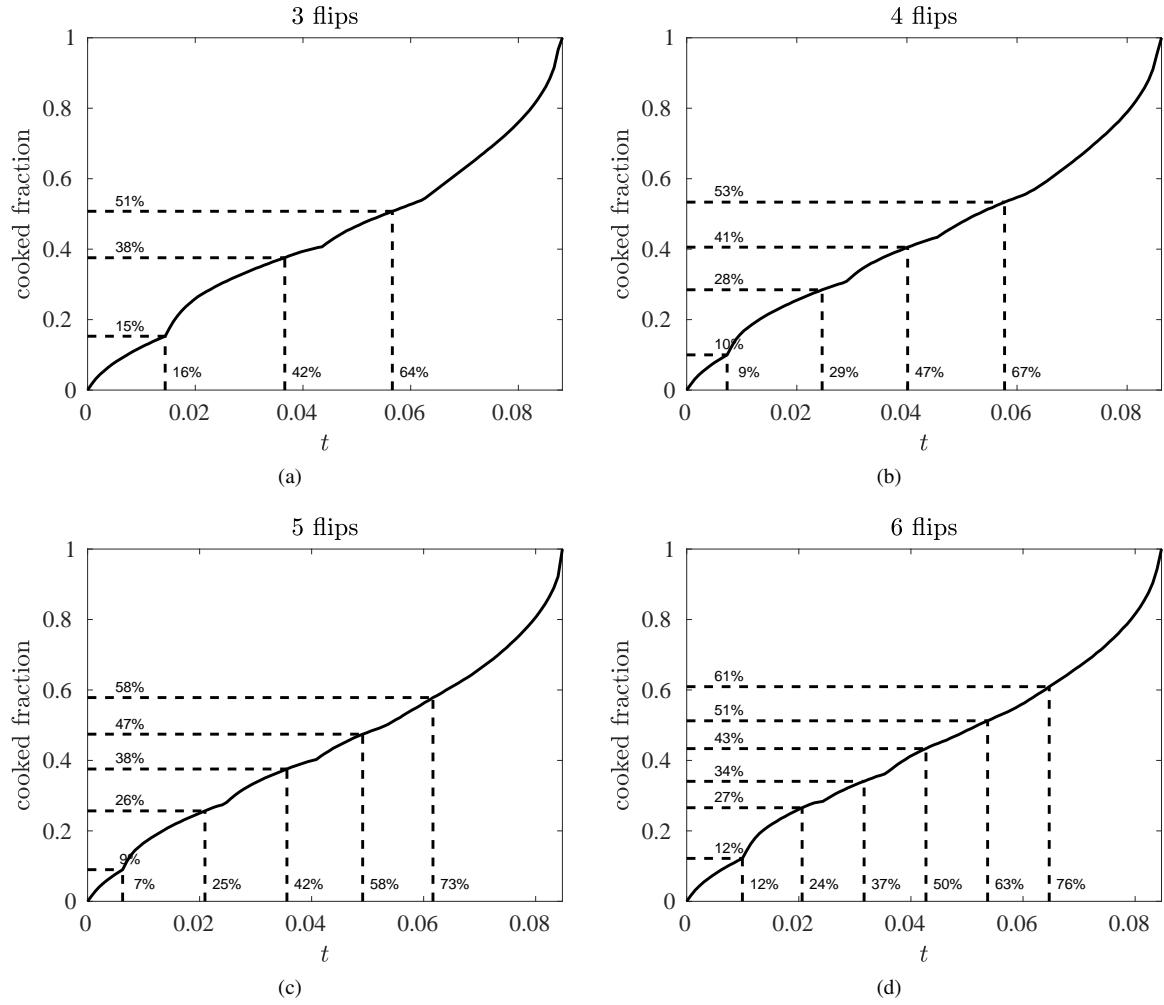 3 flips
1
0.8
0.6
0.4
0.2
0
cooked fraction
51%
38%
15%
16% 42% 64%
0 0.02 0.04 0.06 0.08
t
(a)
4 flips
1
0.8
0.6
0.4
0.2
0
cooked fraction
53%
41%
28%
10%
9% 29% 47% 67%
0 0.02 0.04 0.06 0.08
t
(b)
5 flips
1
0.8
0.6
0.4
0.2
0
cooked fraction
58%
47%
38%
26%
9%
7% 25% 42% 58% 73%
0 0.02 0.04 0.06 0.08
t
(c)
6 flips
1
0.8
0.6
0.4
0.2
0
cooked fraction
61%
51%
43%
34%
27%
12%
12% 24% 37% 50% 63% 76%
0 0.02 0.04 0.06 0.08
t
(d)